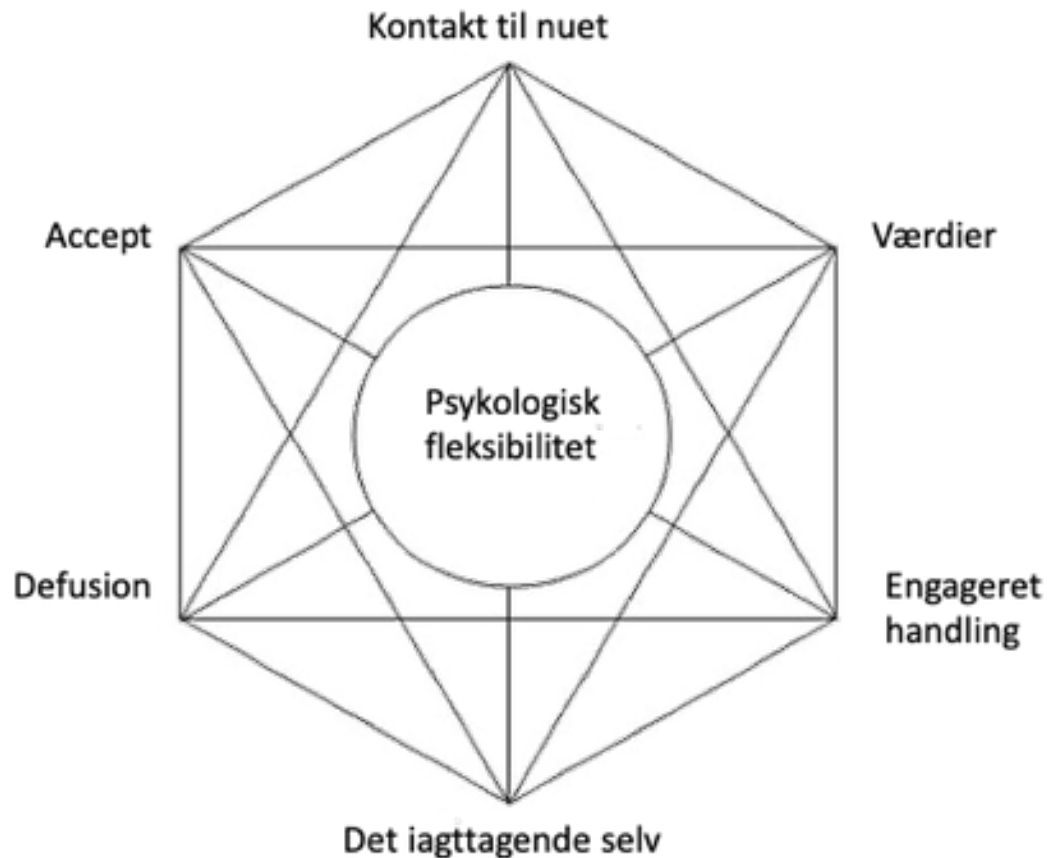 Kontakt til nuet
Accept
Værdier
Psykologisk
fleksibilitet
Defusion
Engageret
handling
Det iagttagende selv